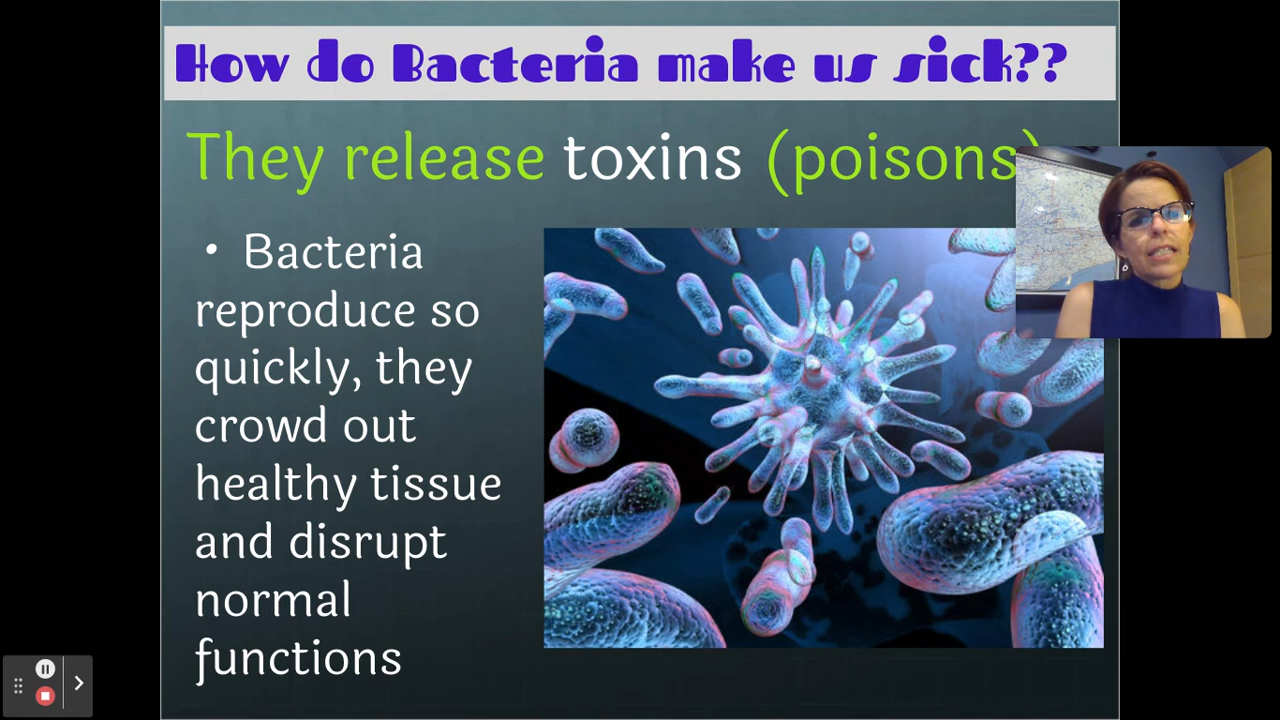 How do Bacteria make us sick??
They release toxins (poisons)
• Bacteria
reproduce so
quickly, they
crowd out
healthy tissue
and disrupt
normal
functions